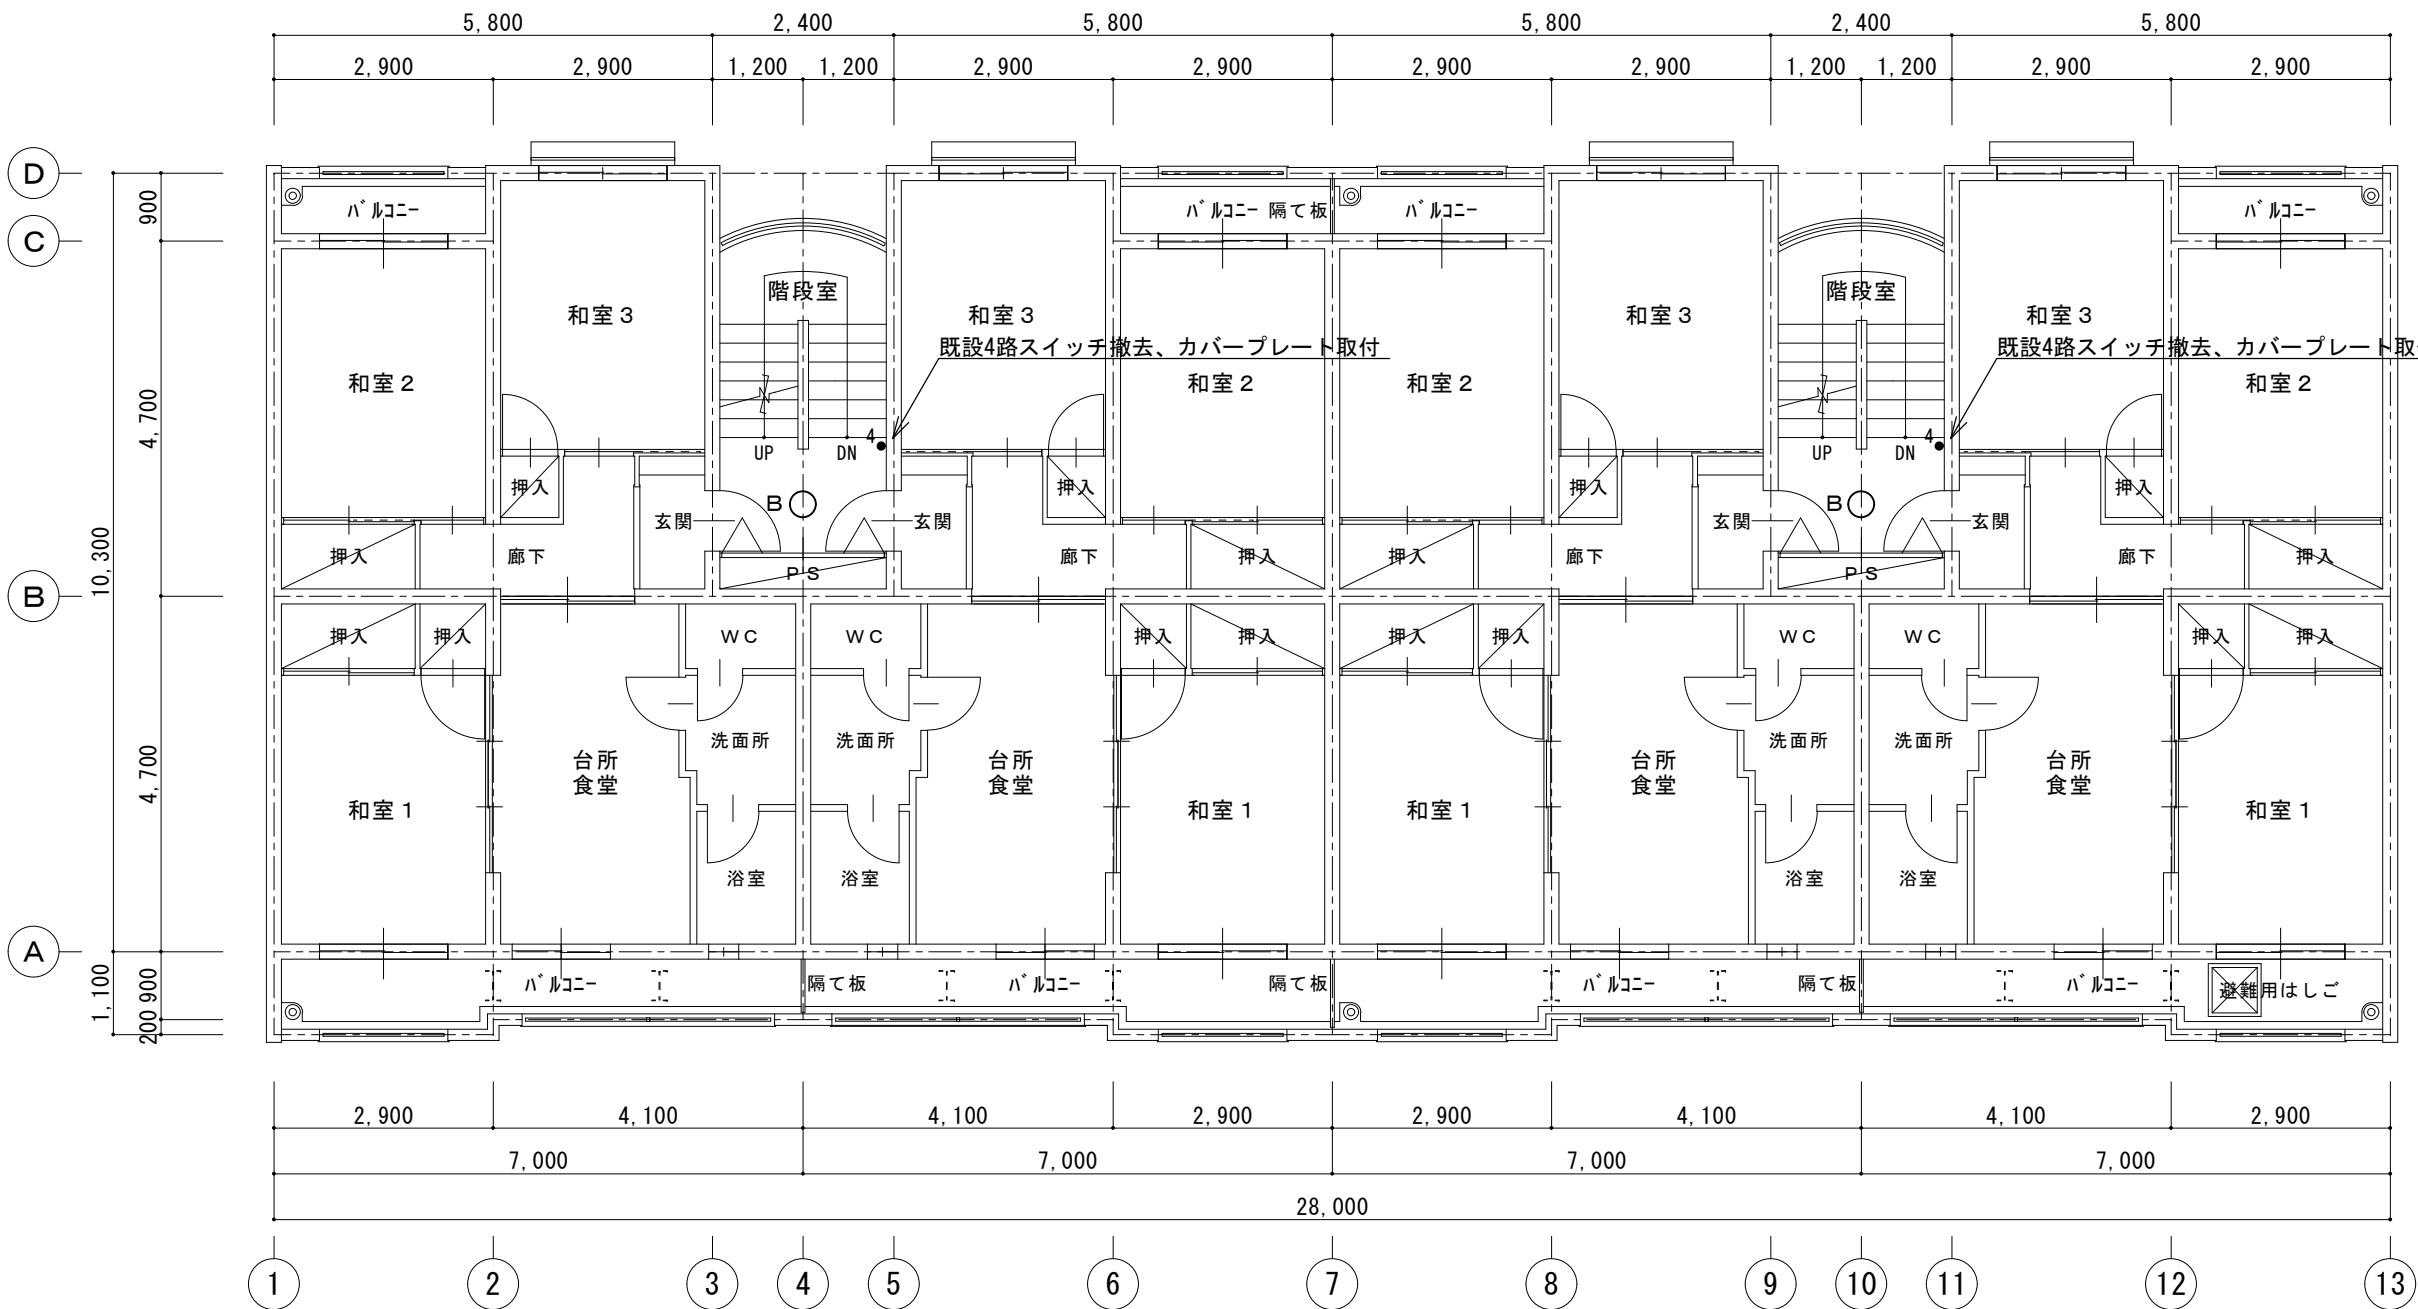 5,800 2,400 5,800 5,800 2,400 5,800
2,900 2,900 1,200 1,200 2,900 2,900 2,900 2,900 1,200 1,200 2,900 2,900
D
900
バルコニー バルコニー 隔て板 バルコニー バルコニー
C
階段室 階段室
和室3 和室3 和室3 和室3
既設4路スイッチ撤去、カバープレート取付 既設4路スイッチ撤去、カバープレート取
和室2 和室2 和室2 和室2
4,700
4 4
UP DN UP DN
押入 押入 押入 押入
B B
玄関 玄関 玄関 玄関
10,300
押入 廊下 廊下 押入 押入 廊下 廊下 押入
PS PS
B
押入 押入 WC WC 押入 押入 押入 押入 WC WC 押入 押入
洗面所 洗面所 洗面所 洗面所
台所 台所 台所 台所
食堂 食堂 食堂 食堂
4,700
和室1 和室1 和室1 和室1
浴室 浴室 浴室 浴室
A
1,100
900
200
バルコニー 隔て板 バルコニー 隔て板 バルコニー 隔て板 バルコニー 避難用はしご
2,900 4,100 4,100 2,900 2,900 4,100 4,100 2,900
7,000 7,000 7,000 7,000
28,000
1 2 3 4 5 6 7 8 9 10 11 12 13